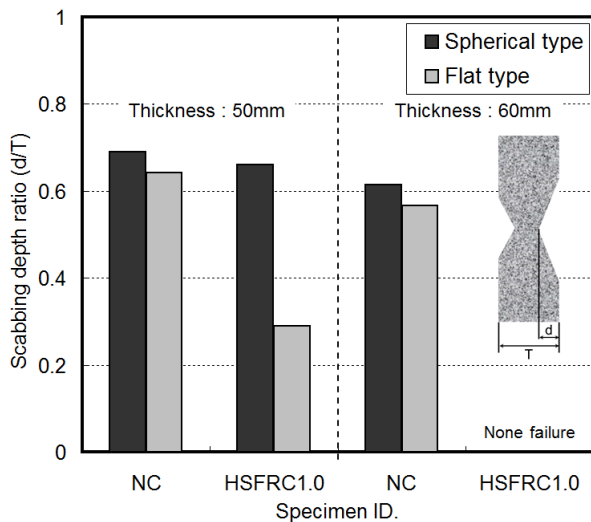 Scabbing depth ratio (d/T)
1
0.8
0.6
0.4
0.2
0
Spherical type
Flat type
Thickness : 50mm
Thickness : 60mm
d
T
None failure
NC
HSFRC1.0
NC
HSFRC1.0
Specimen ID.